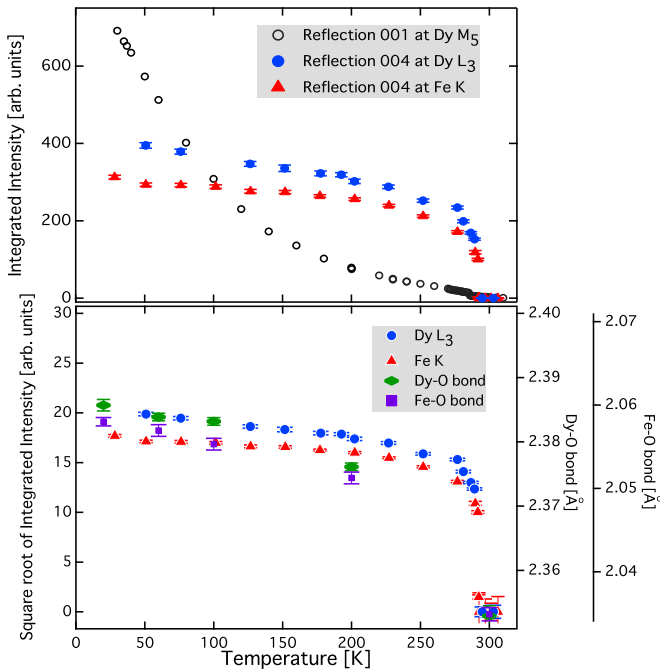 Integrated Intensity [arb. units]
600
400
200
0
Reflection 001 at Dy M5
Reflection 004 at Dy L3
Reflection 004 at Fe K
Square root of Integrated Intensity [arb. units]
30
25
20
15
10
5
0
Dy L3
Fe K
Dy-O bond
Fe-O bond
2.40
2.39
2.38
2.37
2.36
Dy-O bond [Å]
2.07
2.06
2.05
2.04
Fe-O bond [Å]
0 50 100 150 200 250 300
Temperature [K]